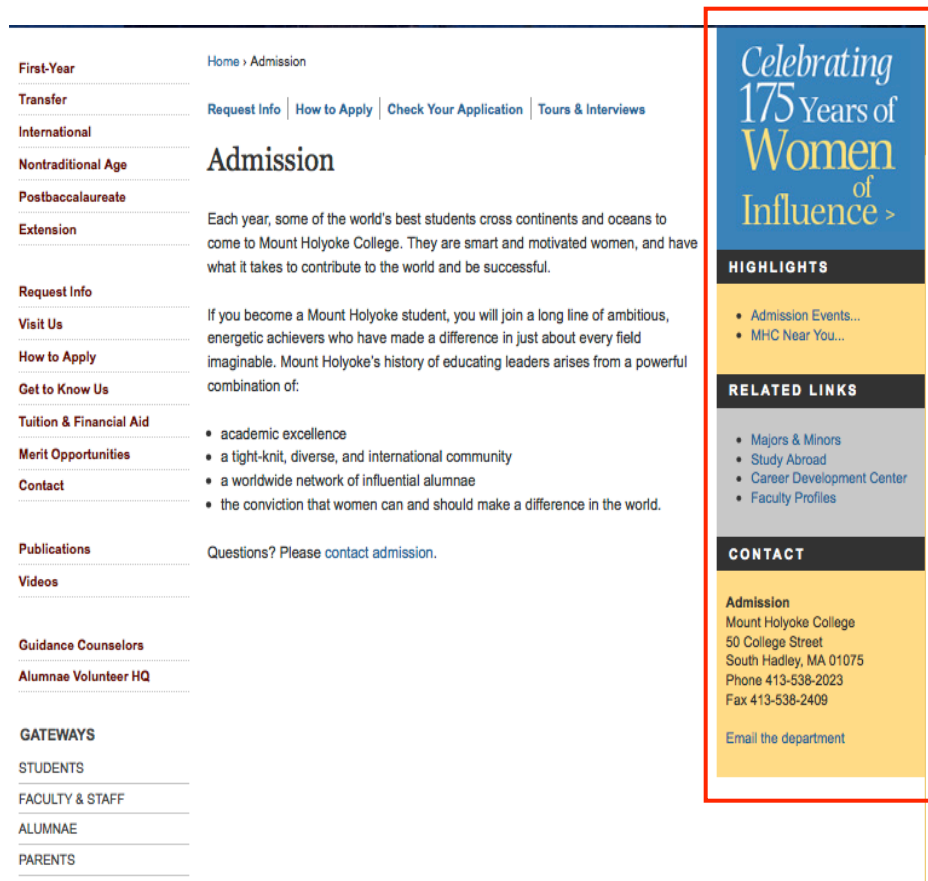 First-Year
Transfer
International
Nontraditional Age
Postbaccalaureate
Extension
Request Info
Visit Us
How to Apply
Get to Know Us
Tuition & Financial Aid
Merit Opportunities
Contact
Publications
Videos
Guidance Counselors
Alumnae Volunteer HQ
GATEWAYS
STUDENTS
FACULTY & STAFF
ALUMNAE
PARENTS
Home › Admission
Request Info | How to Apply | Check Your Application | Tours & Interviews
Admission
Each year, some of the world's best students cross continents and oceans to
come to Mount Holyoke College. They are smart and motivated women, and have
what it takes to contribute to the world and be successful.
If you become a Mount Holyoke student, you will join a long line of ambitious,
energetic achievers who have made a difference in just about every field
imaginable. Mount Holyoke's history of educating leaders arises from a powerful
combination of:
• academic excellence
• a tight-knit, diverse, and international community
• a worldwide network of influential alumnae
• the conviction that women can and should make a difference in the world.
Questions? Please contact admission.
Celebrating
175 Years of
Women
of
Influence >
HIGHLIGHTS
• Admission Events...
• MHC Near You...
RELATED LINKS
• Majors & Minors
• Study Abroad
• Career Development Center
• Faculty Profiles
CONTACT
Admission
Mount Holyoke College
50 College Street
South Hadley, MA 01075
Phone 413-538-2023
Fax 413-538-2409
Email the department